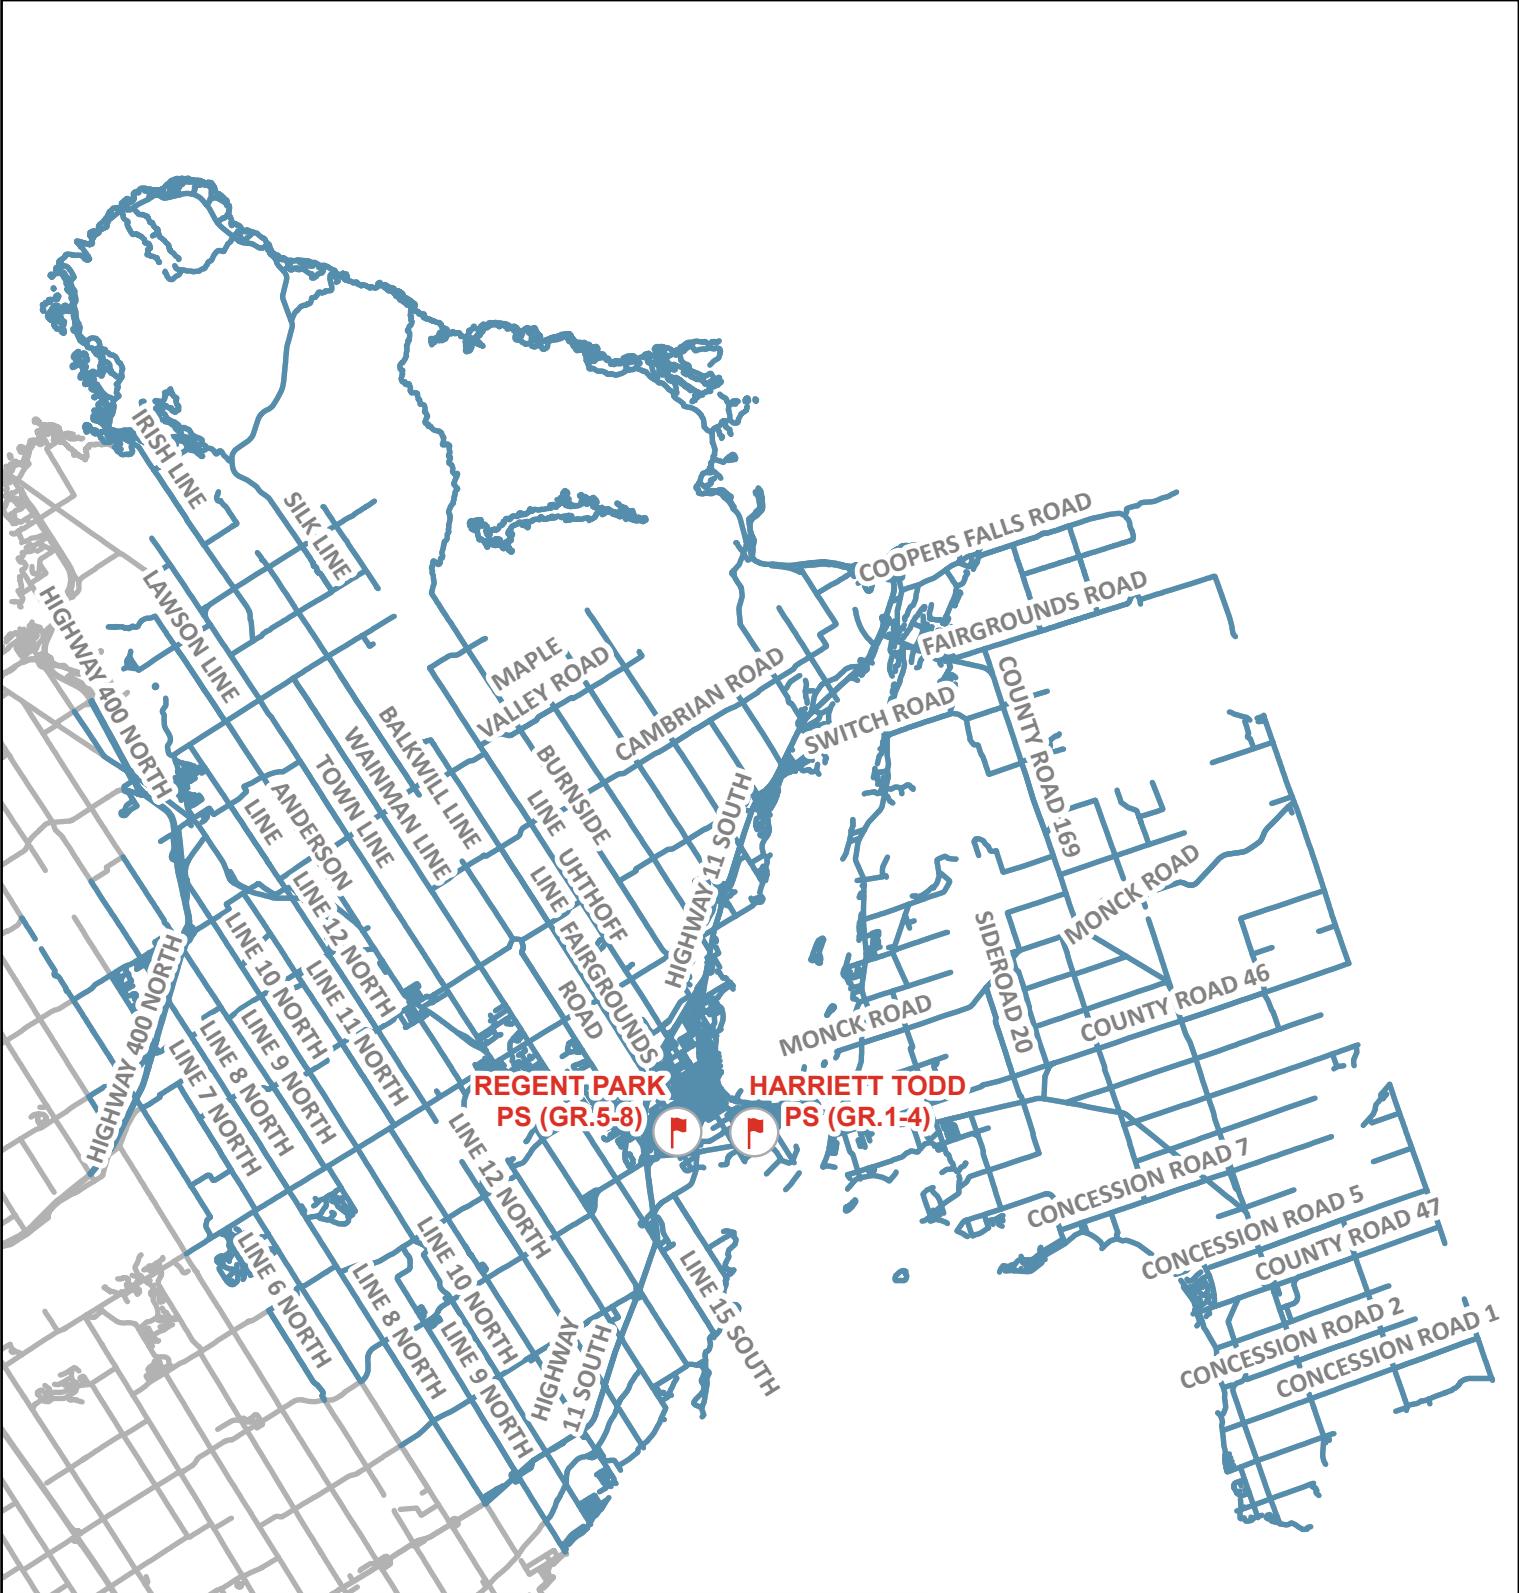 COOPERS FALLS ROAD
IRISH LINE
SILK LINE
FAIRGROUNDS ROAD
LAWSON LINE
HIGHWAY 400 NORTH
MAPLE
VALLEY ROAD
CAMBRIAN ROAD
COUNTY ROAD 169
SWITCH ROAD
BALKWILL LINE
WAINMAN LINE
TOWN LINE
BURNSIDE
LINE
ANDERSON
LINE
HIGHWAY 11 SOUTH
UHTHOFF
LINE
MONCK ROAD
LINE 12 NORTH
FAIRGROUNDS
ROAD
SIDEROAD 20
LINE 10 NORTH
LINE 11 NORTH
HIGHWAY 400 NORTH
COUNTY ROAD 46
MONCK ROAD
LINE 9 NORTH
LINE 8 NORTH
LINE 7 NORTH
REGENT PARK
PS (GR.5-8)
HARRIETT TODD
PS (GR.1-4)
LINE 12 NORTH
CONCESSION ROAD 7
CONCESSION ROAD 5
COUNTY ROAD 47
LINE 6 NORTH
LINE 10 NORTH
LINE 8 NORTH
LINE 9 NORTH
LINE 15 SOUTH
HIGHWAY
11 SOUTH
CONCESSION ROAD 2
CONCESSION ROAD 1